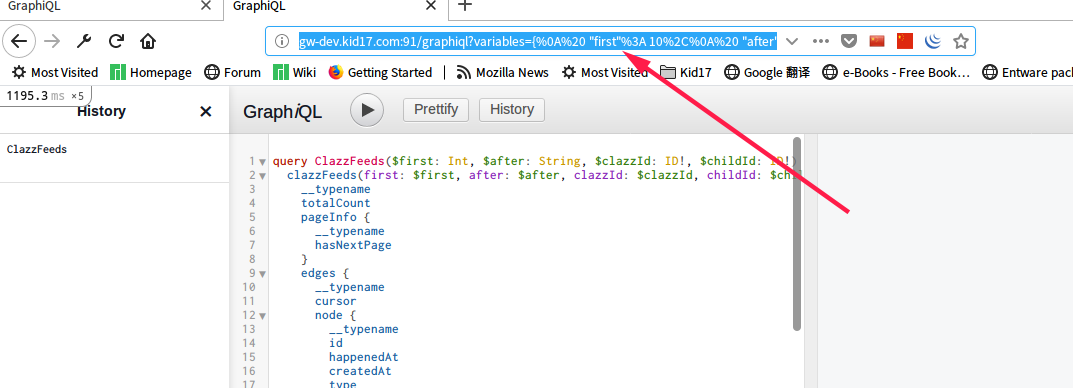 GraphiQL
GraphiQL
gw-dev.kid17.com:91/graphiql?variables={%0A%20 "first"%3A 10%2C%0A%20 "after"
Most Visited Homepage Forum Wiki Getting Started Mozilla News Most Visited Kid17 Google 翻译 e-Books - Free Book… Entware pac
1195.3 ms ×5
History
ClazzFeeds
GraphiQL
Prettify
History
1 query ClazzFeeds($first: Int, $after: String, $clazzId: ID!, $childId: ID!)
2 clazzFeeds(first: $first, after: $after, clazzId: $clazzId, childId: $chi
3 __typename
4 totalCount
5 pageInfo {
6 __typename
7 hasNextPage
8 }
9 edges {
10 __typename
11 cursor
12 node {
13 __typename
14 id
15 happenedAt
16 createdAt
17 type